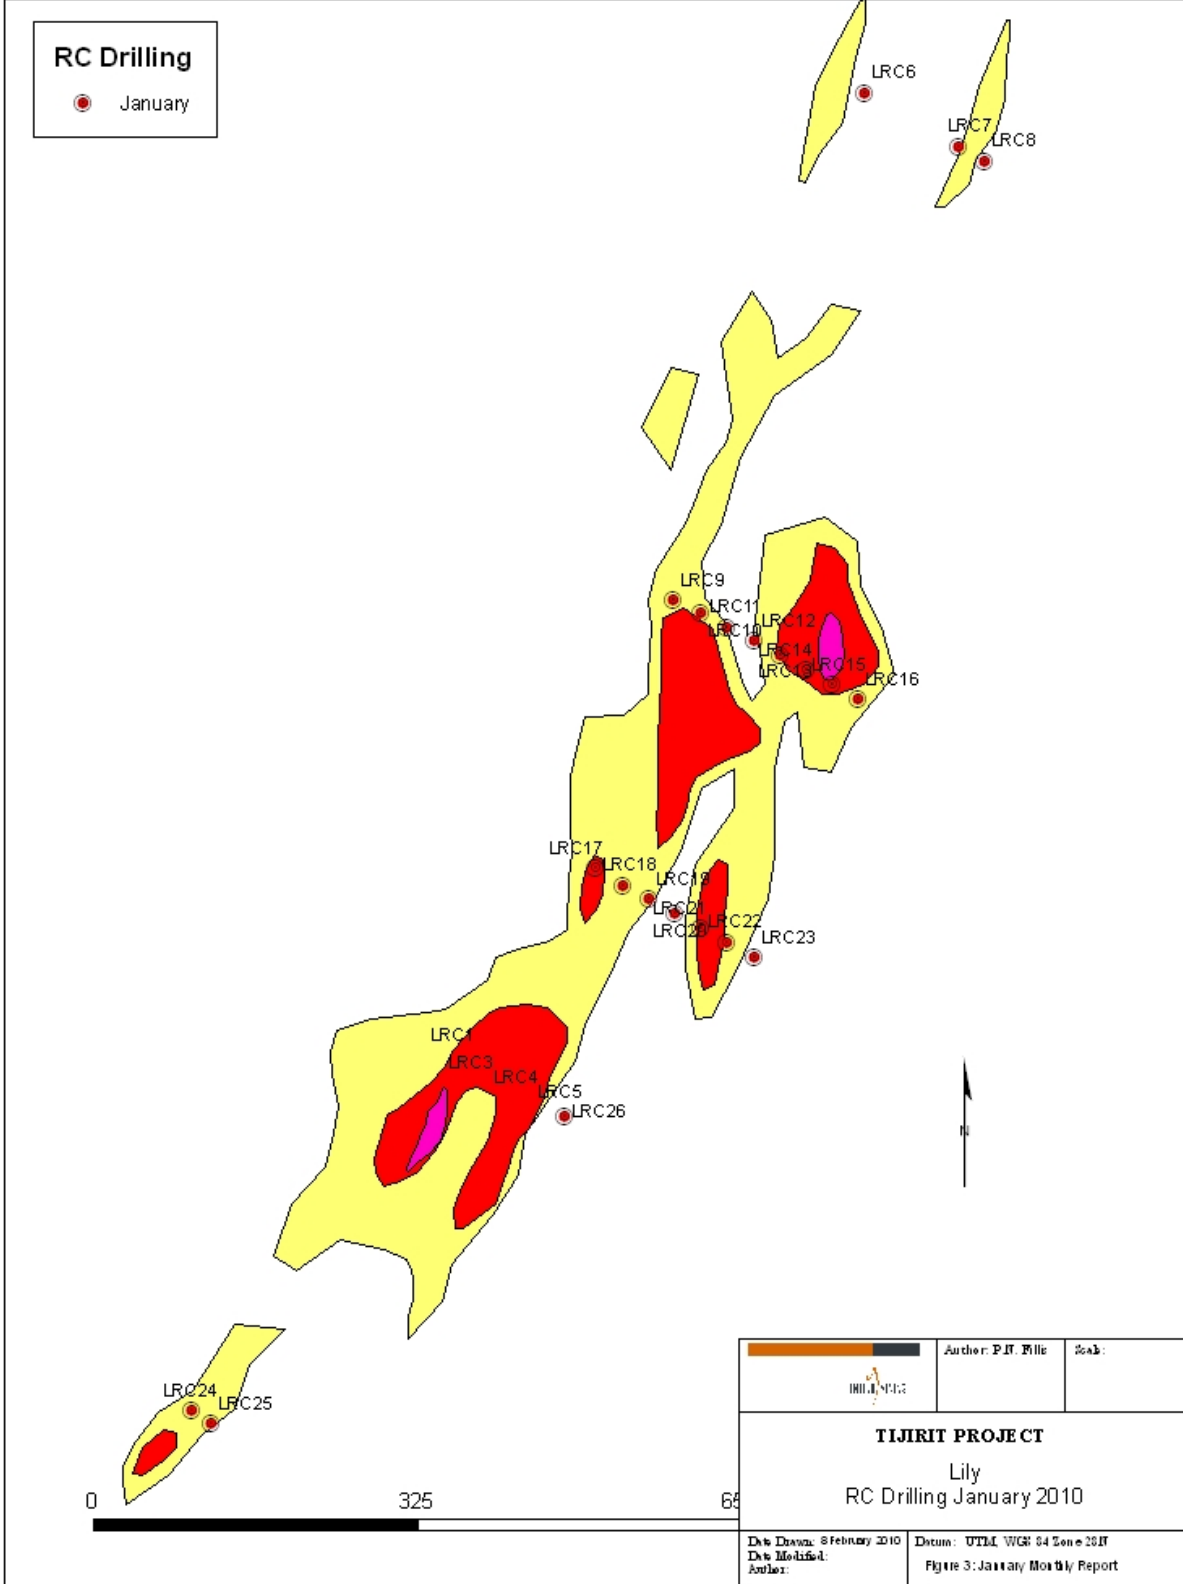 RC Drilling
January
LRC6
LRC7
LRC8
LRC9
LRC11
LRC10
LRC12
LRC14
LRC13
LRC15
LRC16
LRC17
LRC18
LRC19
LRC21
LRC20
LRC22
LRC23
LRC1
LRC3
LRC4
LRC5
LRC26
N
LRC24
LRC25
0 325
Author: P.N. Fillis
Scale:
TIJIRIT PROJECT
Lily
RC Drilling January 2010
Date Drawn: 8 February 2010
Date Modified:
Author:
Datum: UTM, WGS 84 Zone 28N
Figure 3: January Monthly Report